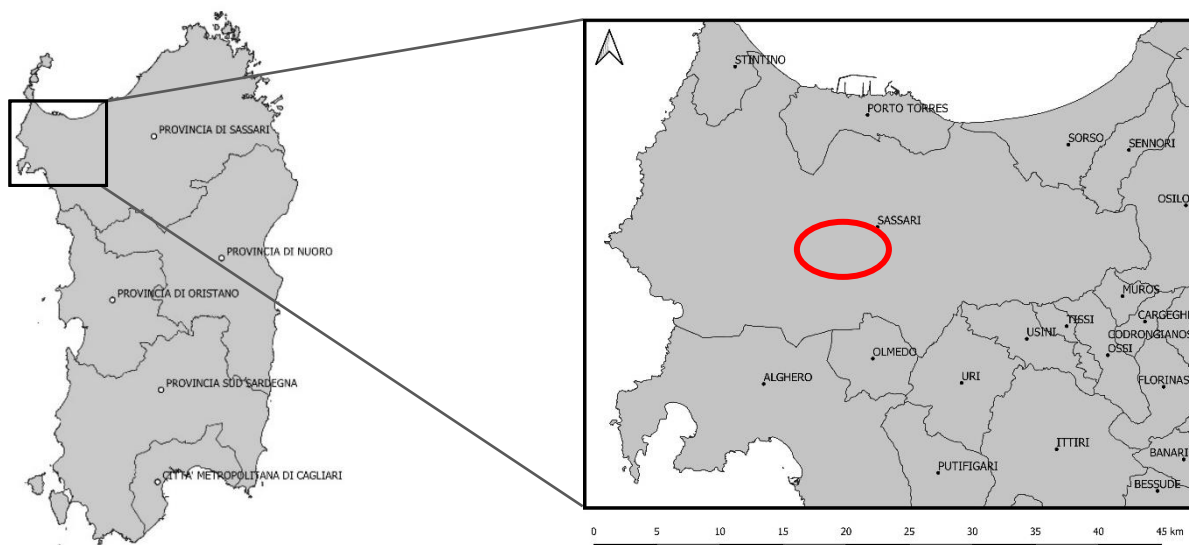 PROVINCIA DI SASSARI
PROVINCIA DI NUORO
PROVINCIA DI ORISTANO
PROVINCIA SUD SARDEGNA
CITTA' METROPOLITANA DI CAGLIARI
STINTINO
PORTO TORRES
SORSO
SENNORI
OSILO
SASSARI
MUROS
CARGEGHE
TISSI
USINI
CODRONGIANOS
OSSI
OLMEDO
ALGHERO
URI
FLORINAS
ITTIRI
BANARI
PUTIFIGARI
BESSUDE
0 5 10 15 20 25 30 35 40 45 km